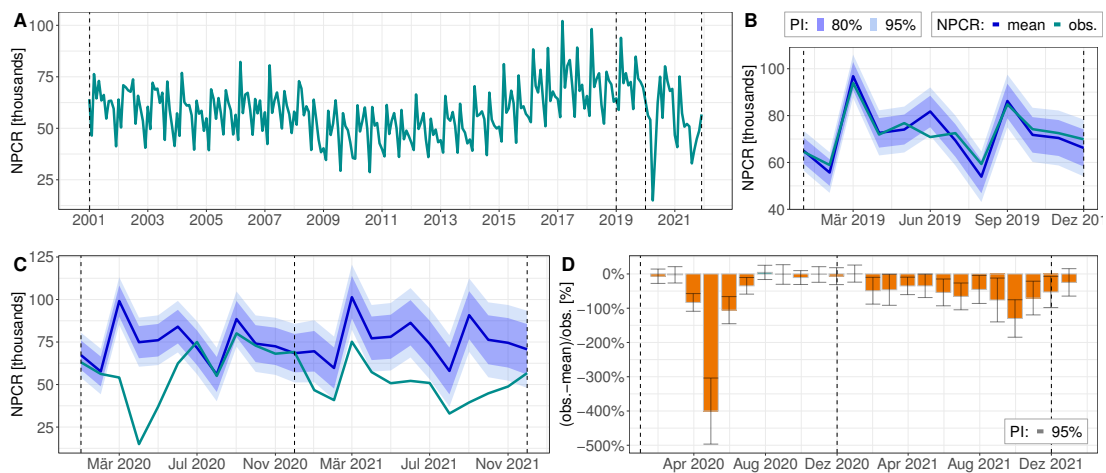 A
NPCR [thousands]
100
75
50
25
2001 2003 2005 2007 2009 2011 2013 2015 2017 2019 2021
PI: 80% 95%
NPCR: mean obs.
B
NPCR [thousands]
100
80
60
40
Mär 2019 Jun 2019 Sep 2019 Dez 201
C
NPCR [thousands]
125
100
75
50
25
Mär 2020 Jul 2020 Nov 2020 Mär 2021 Jul 2021 Nov 2021
D
(obs.−mean)/obs. [%]
0%
−100%
−200%
−300%
−400%
−500%
Apr 2020 Aug 2020 Dez 2020 Apr 2021 Aug 2021 Dez 2021
PI: 95%